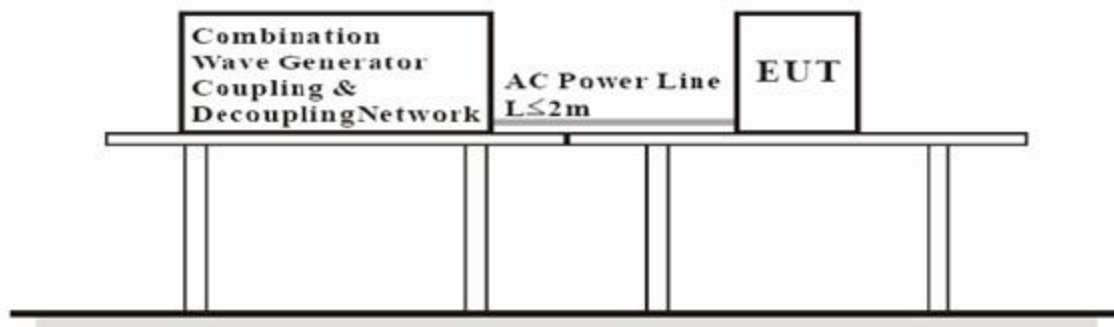 Combination
Wave Generator
Coupling &
DecouplingNetwork
AC Power Line
L≤2m
EUT